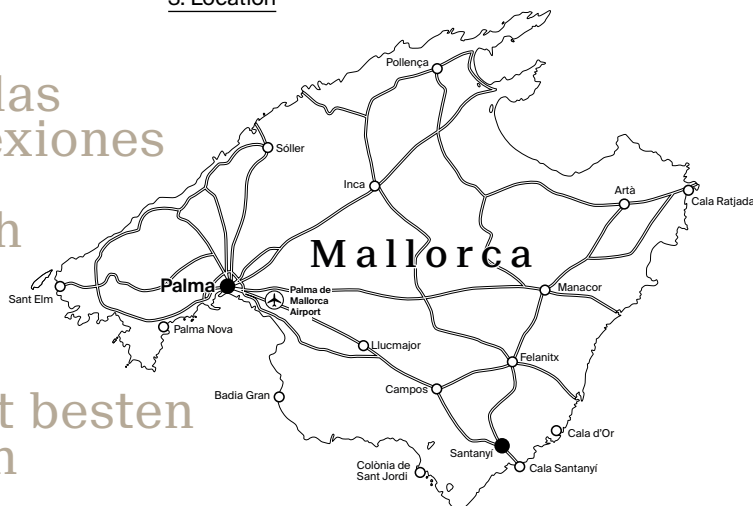 3. Location
las
exiones
h
t besten
n
Pollença
Sóller
Inca
Artà
Cala Ratjada
Mallorca
Palma
Palma de
Mallorca
Airport
Manacor
Sant Elm
Palma Nova
Llucmajor
Felanitx
Badia Gran
Campos
Cala d'Or
Santanyí
Cala Santanyí
Colònia de
Sant Jordi